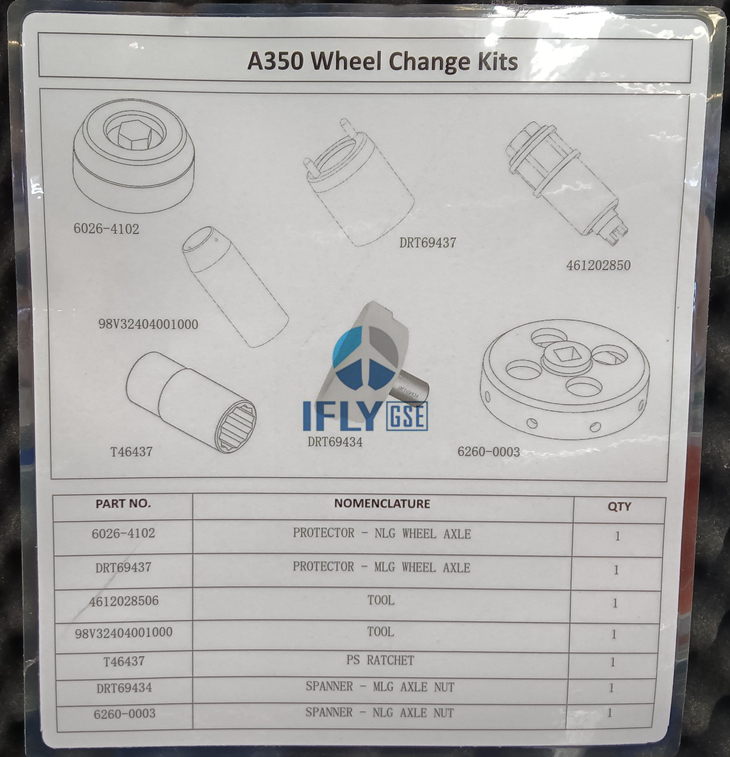 A350 Wheel Change Kits
6026-4102
DRT69437
461202850
98V32404001000
IFLY GSE
T46437
DRT69434
6260-0003
PART NO. NOMENCLATURE QTY
6026-4102 PROTECTOR - NLG WHEEL AXLE 1
DRT69437 PROTECTOR - MLG WHEEL AXLE 1
4612028506 TOOL 1
98V32404001000 TOOL 1
T46437 PS RATCHET 1
DRT69434 SPANNER - MLG AXLE NUT 1
6260-0003 SPANNER - NLG AXLE NUT 1